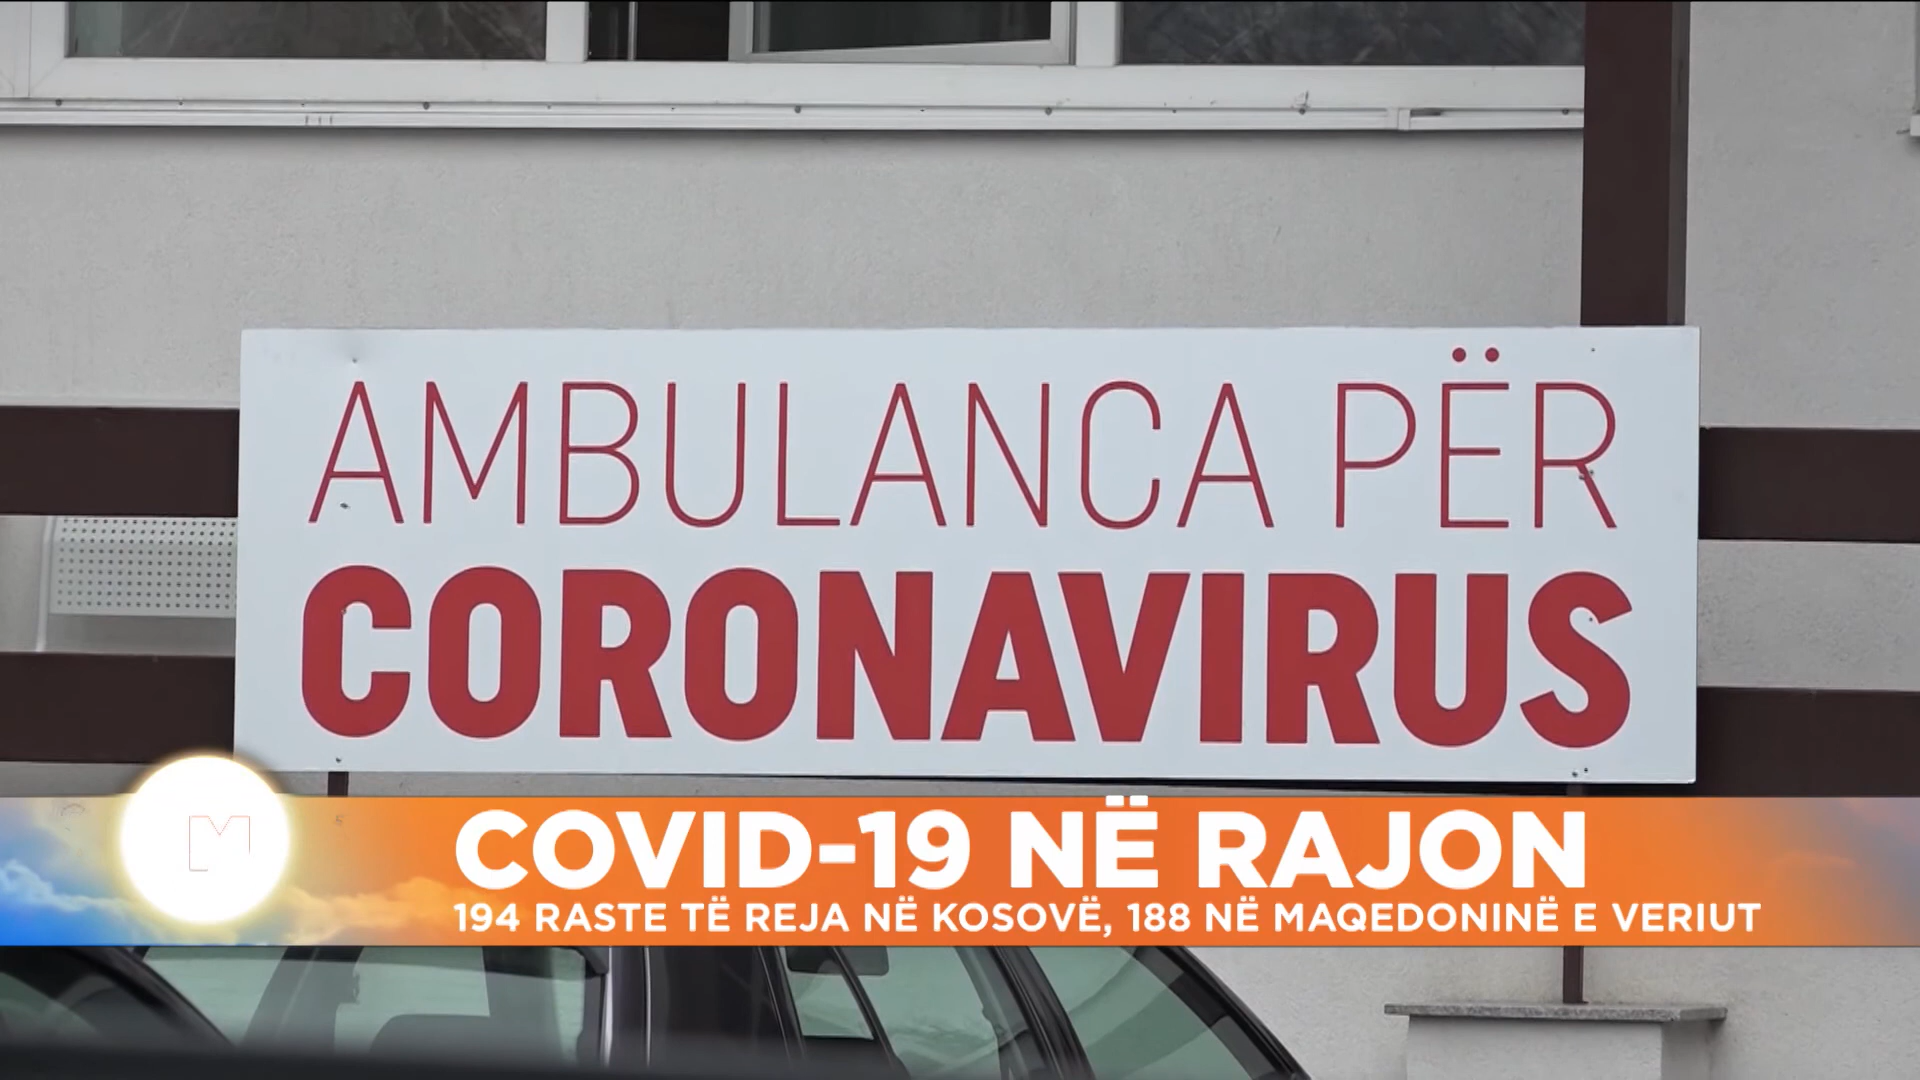 AMBULANCA PËR
CORONAVIRUS
M
COVID-19 NË RAJON
194 RASTE TË REJA NË KOSOVË, 188 NË MAQEDONINË E VERIUT